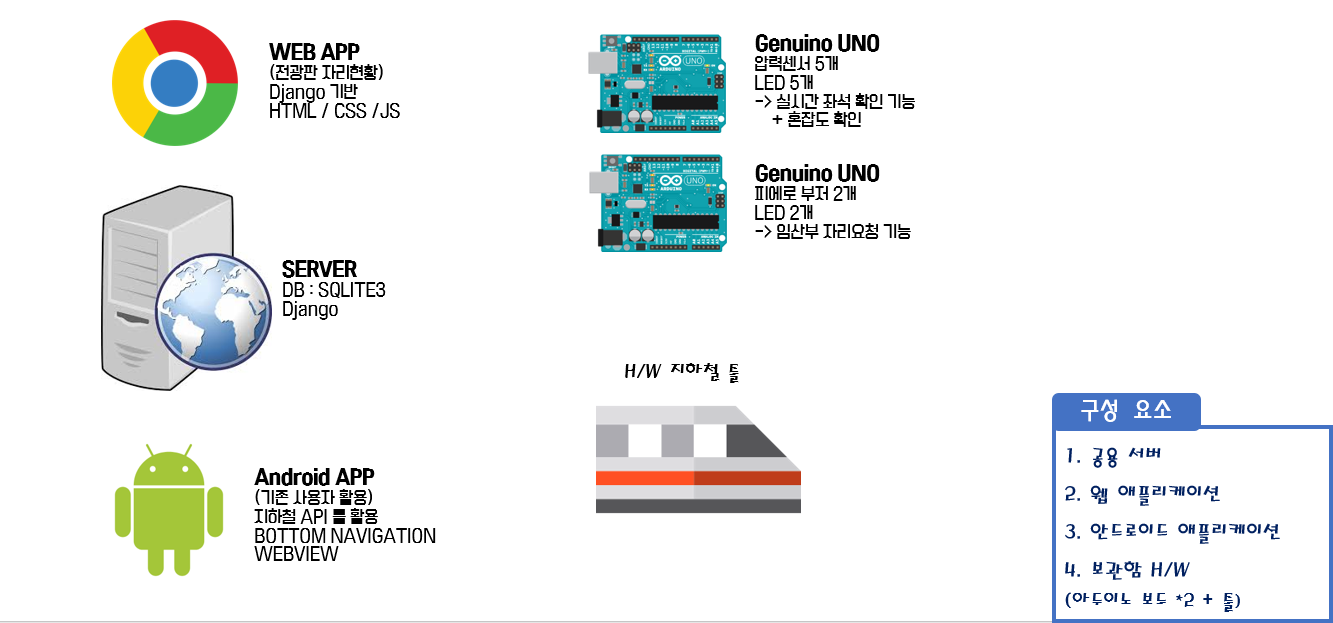 WEB APP
(전광판 자리현황)
Django 기반
HTML / CSS /JS
SERVER
DB : SQLITE3
Django
Android APP
(기존 사용자 활용)
지하철 API 를 활용
BOTTOM NAVIGATION
WEBVIEW
Genuino UNO
압력센서 5개
LED 5개
-> 실시간 좌석 확인 기능
+ 혼잡도 확인
UNO
ARDUINO
Genuino UNO
피에로 부저 2개
LED 2개
-> 임산부 자리요청 기능
UNO
ARDUINO
H/W 지하철 틀
구성 요소
1. 공용 서버
2. 웹 애플리케이션
3. 안드로이드 애플리케이션
4. 보관함 H/W
(아두이노 보드 *2 + 틀)